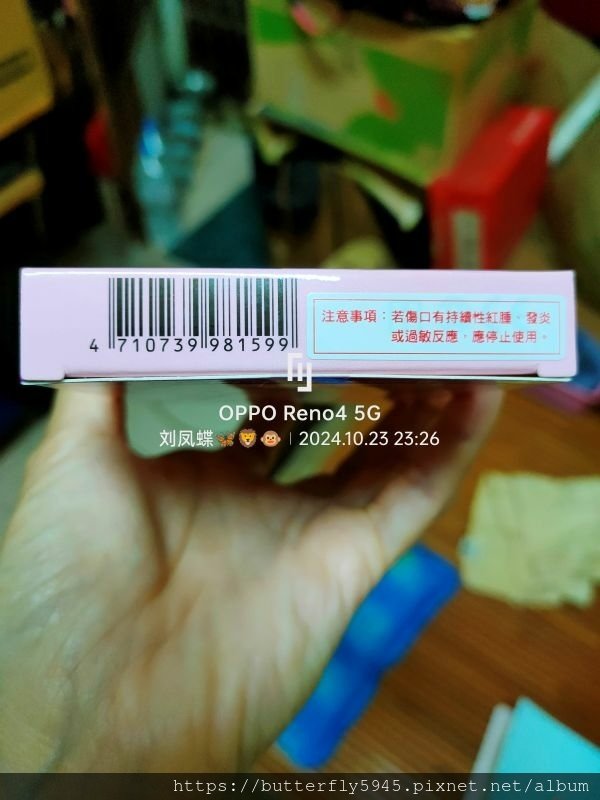 4 710739 981599
注意事項：若傷口有持續性紅腫、發炎
或過敏反應，應停止使用。
OPPO Reno4 5G
刘凤蝶🦋🦁🐵 | 2024.10.23 23:26
https://butterfly5945.pixnet.net/album